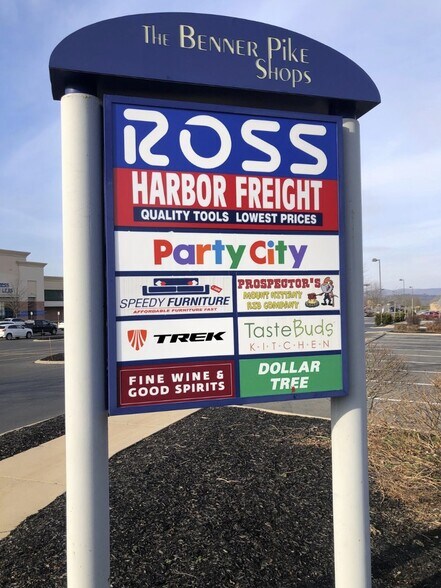 THE BENNER PIKE
SHOPS
ROSS
HARBOR FREIGHT
QUALITY TOOLS LOWEST PRICES
Party City
SPEEDY FURNITURE
AFFORDABLE FURNITURE FAST
PROSPECTOR'S
MOUNT NITTANY
RIB COMPANY
TREK
TasteBuds
KITCHEN
FINE WINE &
GOOD SPIRITS
DOLLAR
TREE